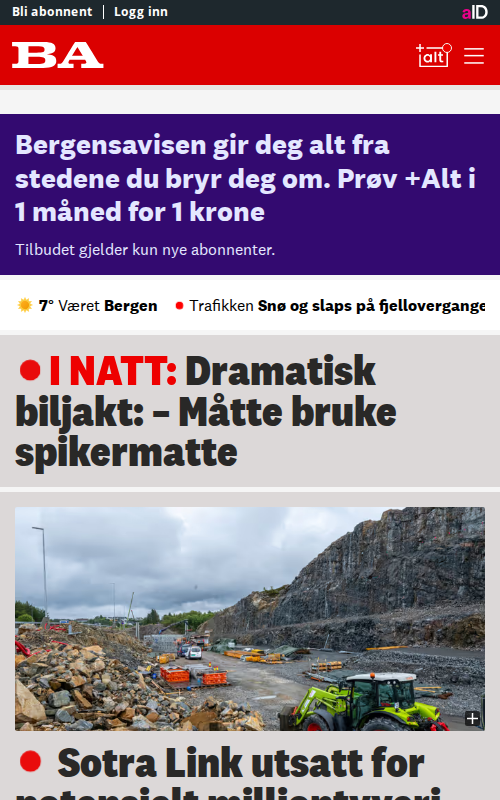 Bli abonnent Logg inn aID
BA +alt
Bergensavisen gir deg alt fra
stedene du bryr deg om. Prøv +Alt i
1 måned for 1 krone
Tilbudet gjelder kun nye abonnenter.
7° Været Bergen Trafikken Snø og slaps på fjellovergange
I NATT: Dramatisk
biljakt: – Måtte bruke
spikermatte
Sotra Link utsatt for
potensielt milliontyveri